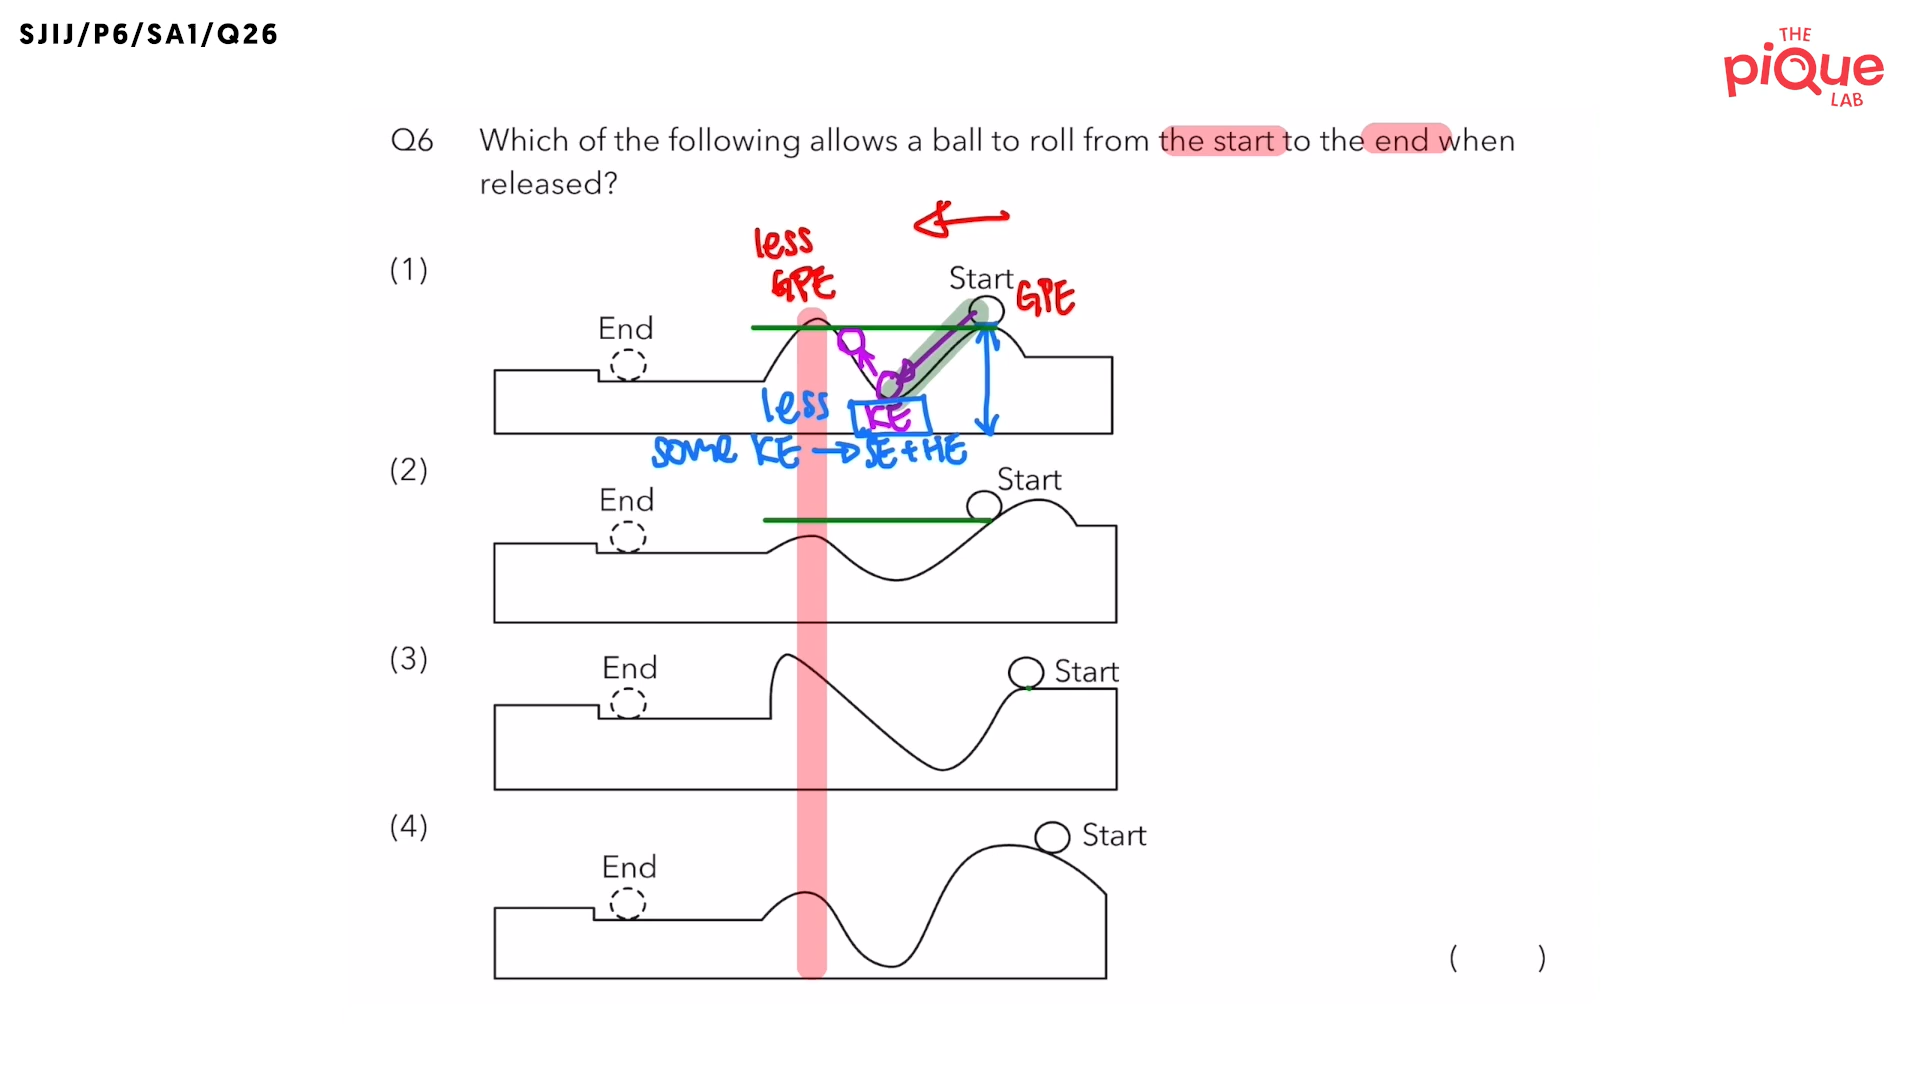 SJIJ/P6/SA1/Q26
THE
piQue
LAB
Q6 Which of the following allows a ball to roll from the start to the end when
released?
less
GPE
(1)
Start
GPE
End
less
KE
some KE → SE + HE
(2)
Start
End
(3)
End
Start
(4)
Start
End
( )